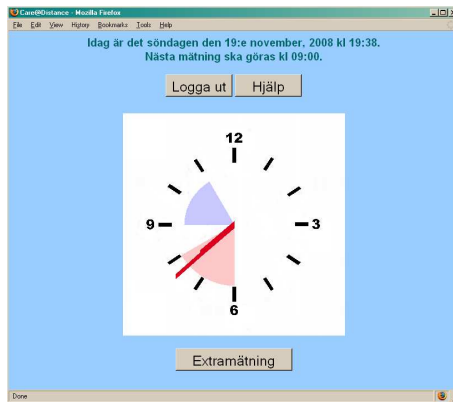 Care@Distance - Mozilla Firefox
File Edit View History Bookmarks Tools Help
Idag är det söndagen den 19:e november, 2008 kl 19:38.
Nästa mätning ska göras kl 09:00.
Logga ut Hjälp
12
9 3
6
Extramätning
Done